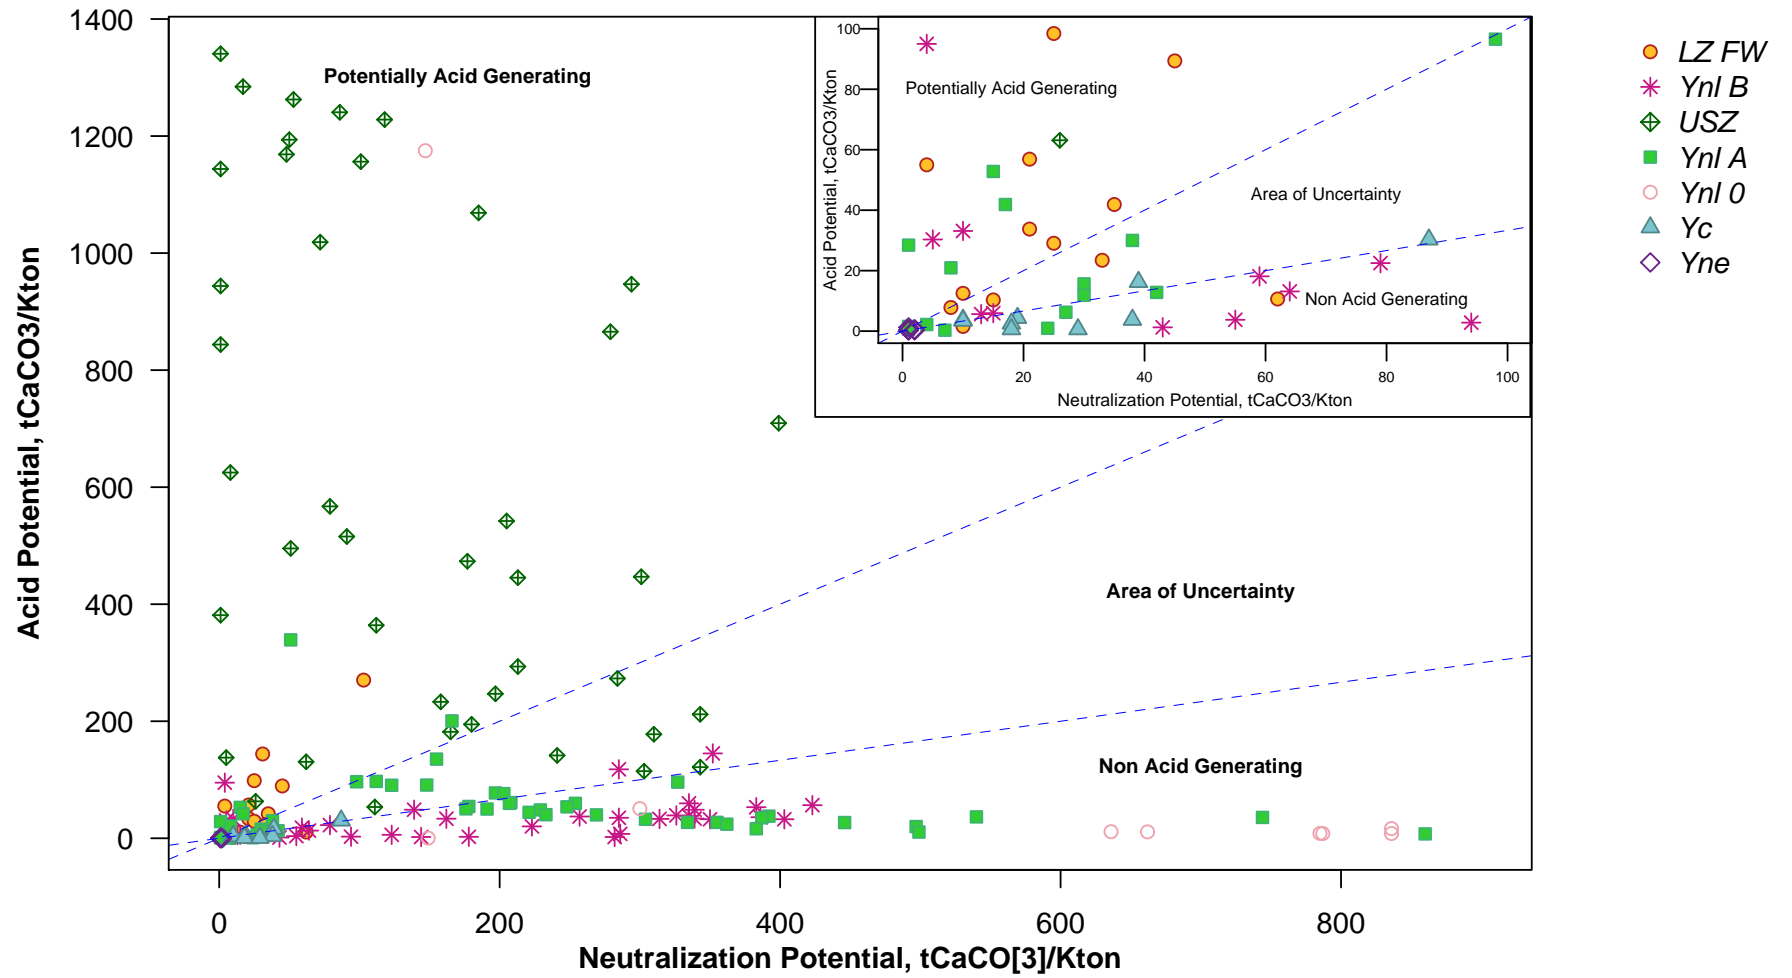 1400
1200
1000
800
600
400
200
0
0
200
400
600
800
Acid Potential, tCaCO3/Kton
Neutralization Potential, tCaCO[3]/Kton
Potentially Acid Generating
Area of Uncertainty
Non Acid Generating
100
80
60
40
20
0
0
20
40
60
80
100
Acid Potential, tCaCO3/Kton
Neutralization Potential, tCaCO3/Kton
Potentially Acid Generating
Area of Uncertainty
Non Acid Generating
LZ FW
Ynl B
USZ
Ynl A
Ynl 0
Yc
Yne